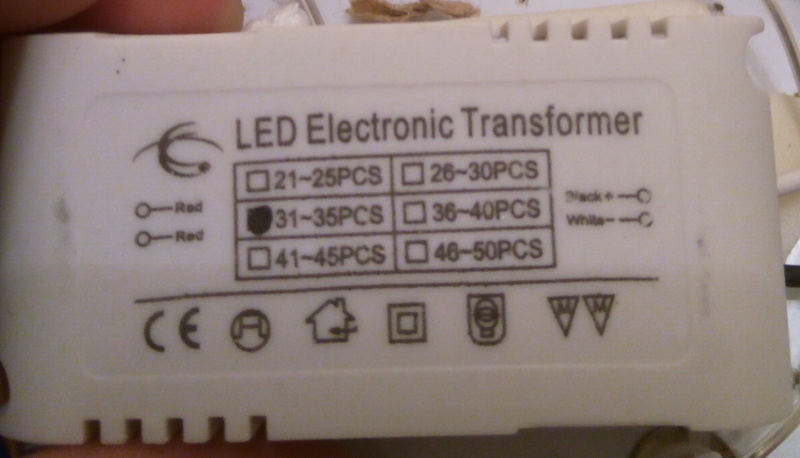 LED Electronic Transformer
21~25PCS 26~30PCS
Red 31~35PCS 36~40PCS Black +
Red 41~45PCS 46~50PCS White -
CE